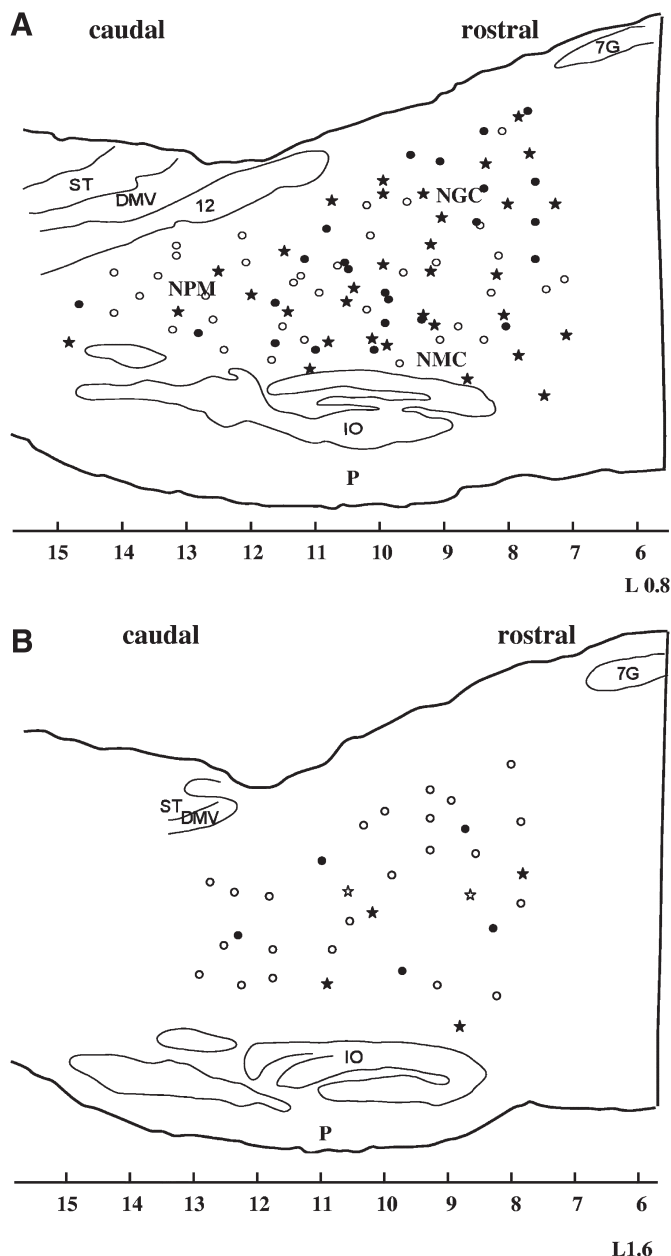 A
caudal rostral
7G
ST
DMV
12
NGC
NPM
NMC
IO
P
15 14 13 12 11 10 9 8 7 6
L 0.8
B
caudal rostral
7G
ST
DMV
IO
P
15 14 13 12 11 10 9 8 7 6
L1.6